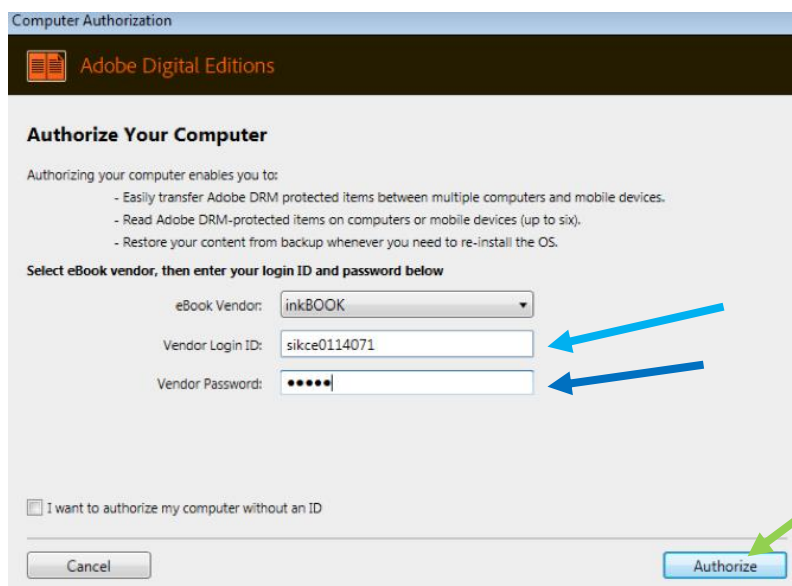 Computer Authorization
Adobe Digital Editions
Authorize Your Computer
Authorizing your computer enables you to:
- Easily transfer Adobe DRM protected items between multiple computers and mobile devices.
- Read Adobe DRM-protected items on computers or mobile devices (up to six).
- Restore your content from backup whenever you need to re-install the OS.
Select eBook vendor, then enter your login ID and password below
eBook Vendor: inkBOOK
Vendor Login ID: sikce0114071
Vendor Password: •••••
I want to authorize my computer without an ID
Cancel Authorize